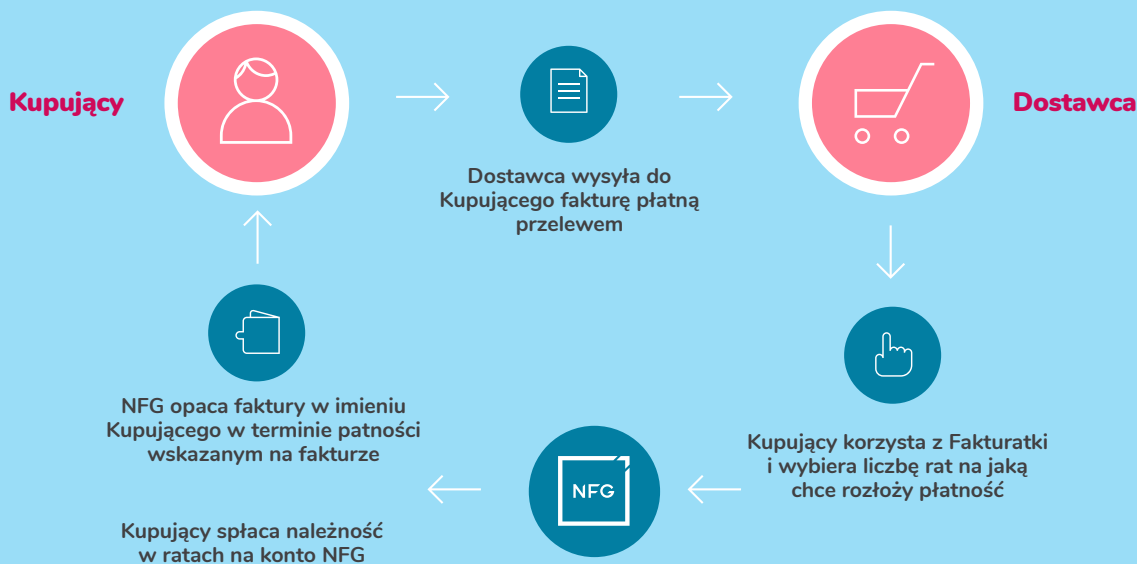 Kupujący
Dostawca
Dostawca wysyła do
Kupującego fakturę płatną
przelewem
NFG opaca faktury w imieniu
Kupującego w terminie patności
wskazanym na fakturze
Kupujący korzysta z Fakturatki
i wybiera liczbę rat na jaką
chce rozłoży płatność
NFG
Kupujący spłaca należność
w ratach na konto NFG